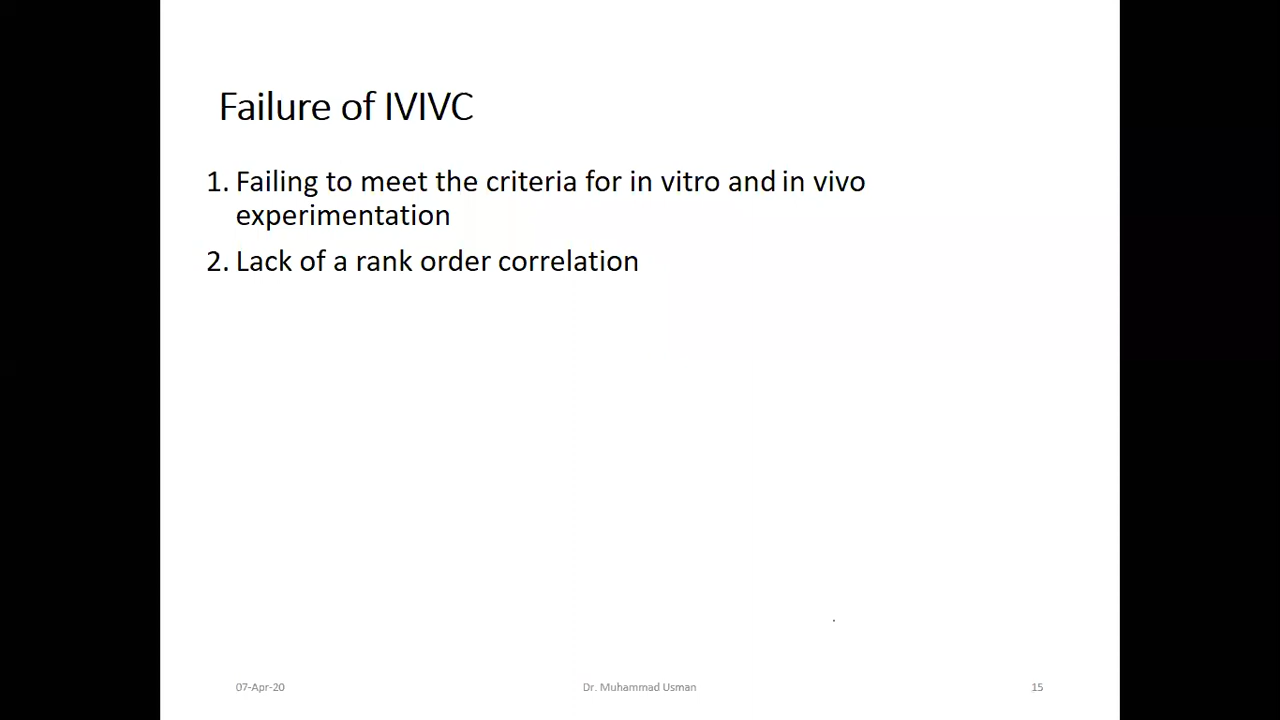 Failure of IVIVC
1. Failing to meet the criteria for in vitro and in vivo
experimentation
2. Lack of a rank order correlation
07-Apr-20
Dr. Muhammad Usman
15